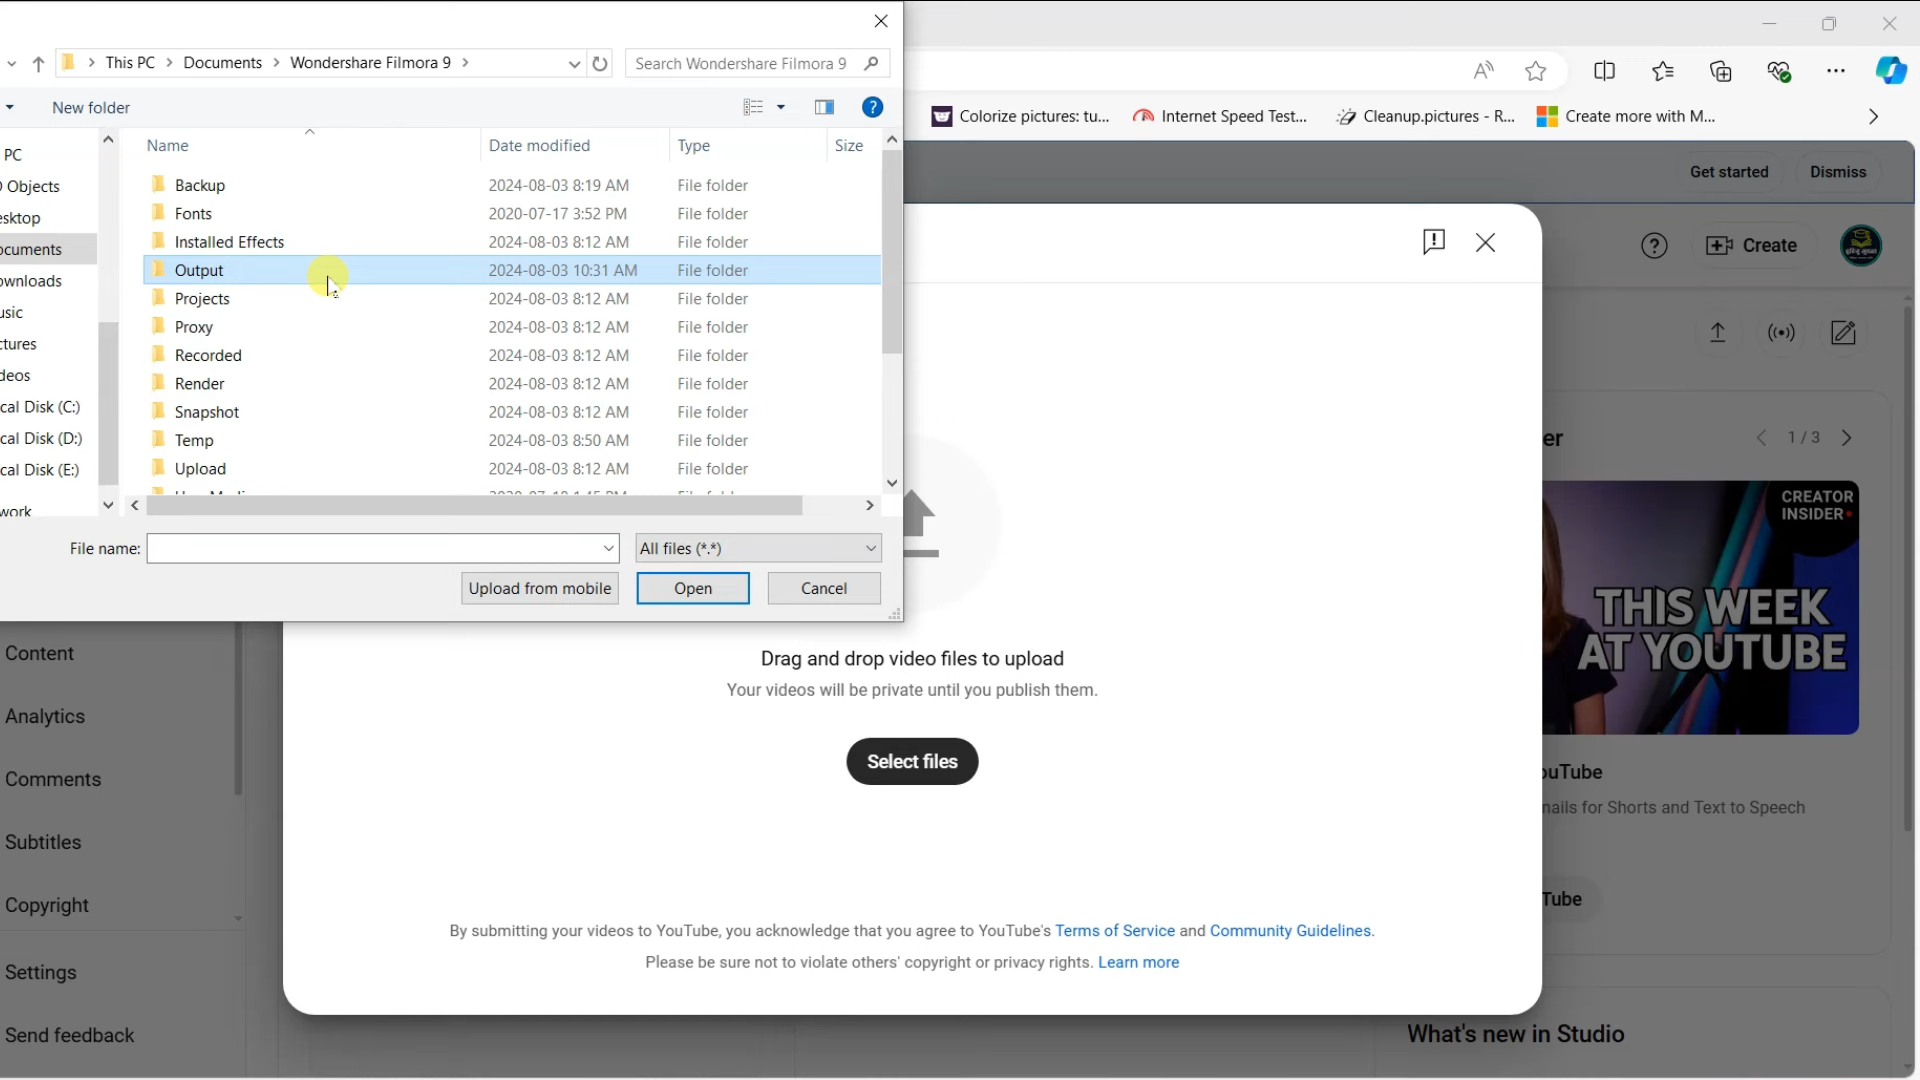 This PC > Documents > Wondershare Filmora 9 >
Search Wondershare Filmora 9
New folder
Name
Date modified
Type
Size
PC
Objects
esktop
ocuments
ownloads
usic
tures
deos
cal Disk (C:)
cal Disk (D:)
cal Disk (E:)
work
Backup 2024-08-03 8:19 AM File folder
Fonts 2020-07-17 3:52 PM File folder
Installed Effects 2024-08-03 8:12 AM File folder
Output 2024-08-03 10:31 AM File folder
Projects 2024-08-03 8:12 AM File folder
Proxy 2024-08-03 8:12 AM File folder
Recorded 2024-08-03 8:12 AM File folder
Render 2024-08-03 8:12 AM File folder
Snapshot 2024-08-03 8:12 AM File folder
Temp 2024-08-03 8:50 AM File folder
Upload 2024-08-03 8:12 AM File folder
File name:
All files (*.*)
Upload from mobile
Open
Cancel
Colorize pictures: tu...
Internet Speed Test...
Cleanup.pictures - R...
Create more with M...
Get started
Dismiss
Create
er
1 / 3
CREATOR
INSIDER
THIS WEEK
AT YOUTUBE
ouTube
nails for Shorts and Text to Speech
Tube
What's new in Studio
Content
Analytics
Comments
Subtitles
Copyright
Settings
Send feedback
Drag and drop video files to upload
Your videos will be private until you publish them.
Select files
By submitting your videos to YouTube, you acknowledge that you agree to YouTube's Terms of Service and Community Guidelines.
Please be sure not to violate others' copyright or privacy rights. Learn more